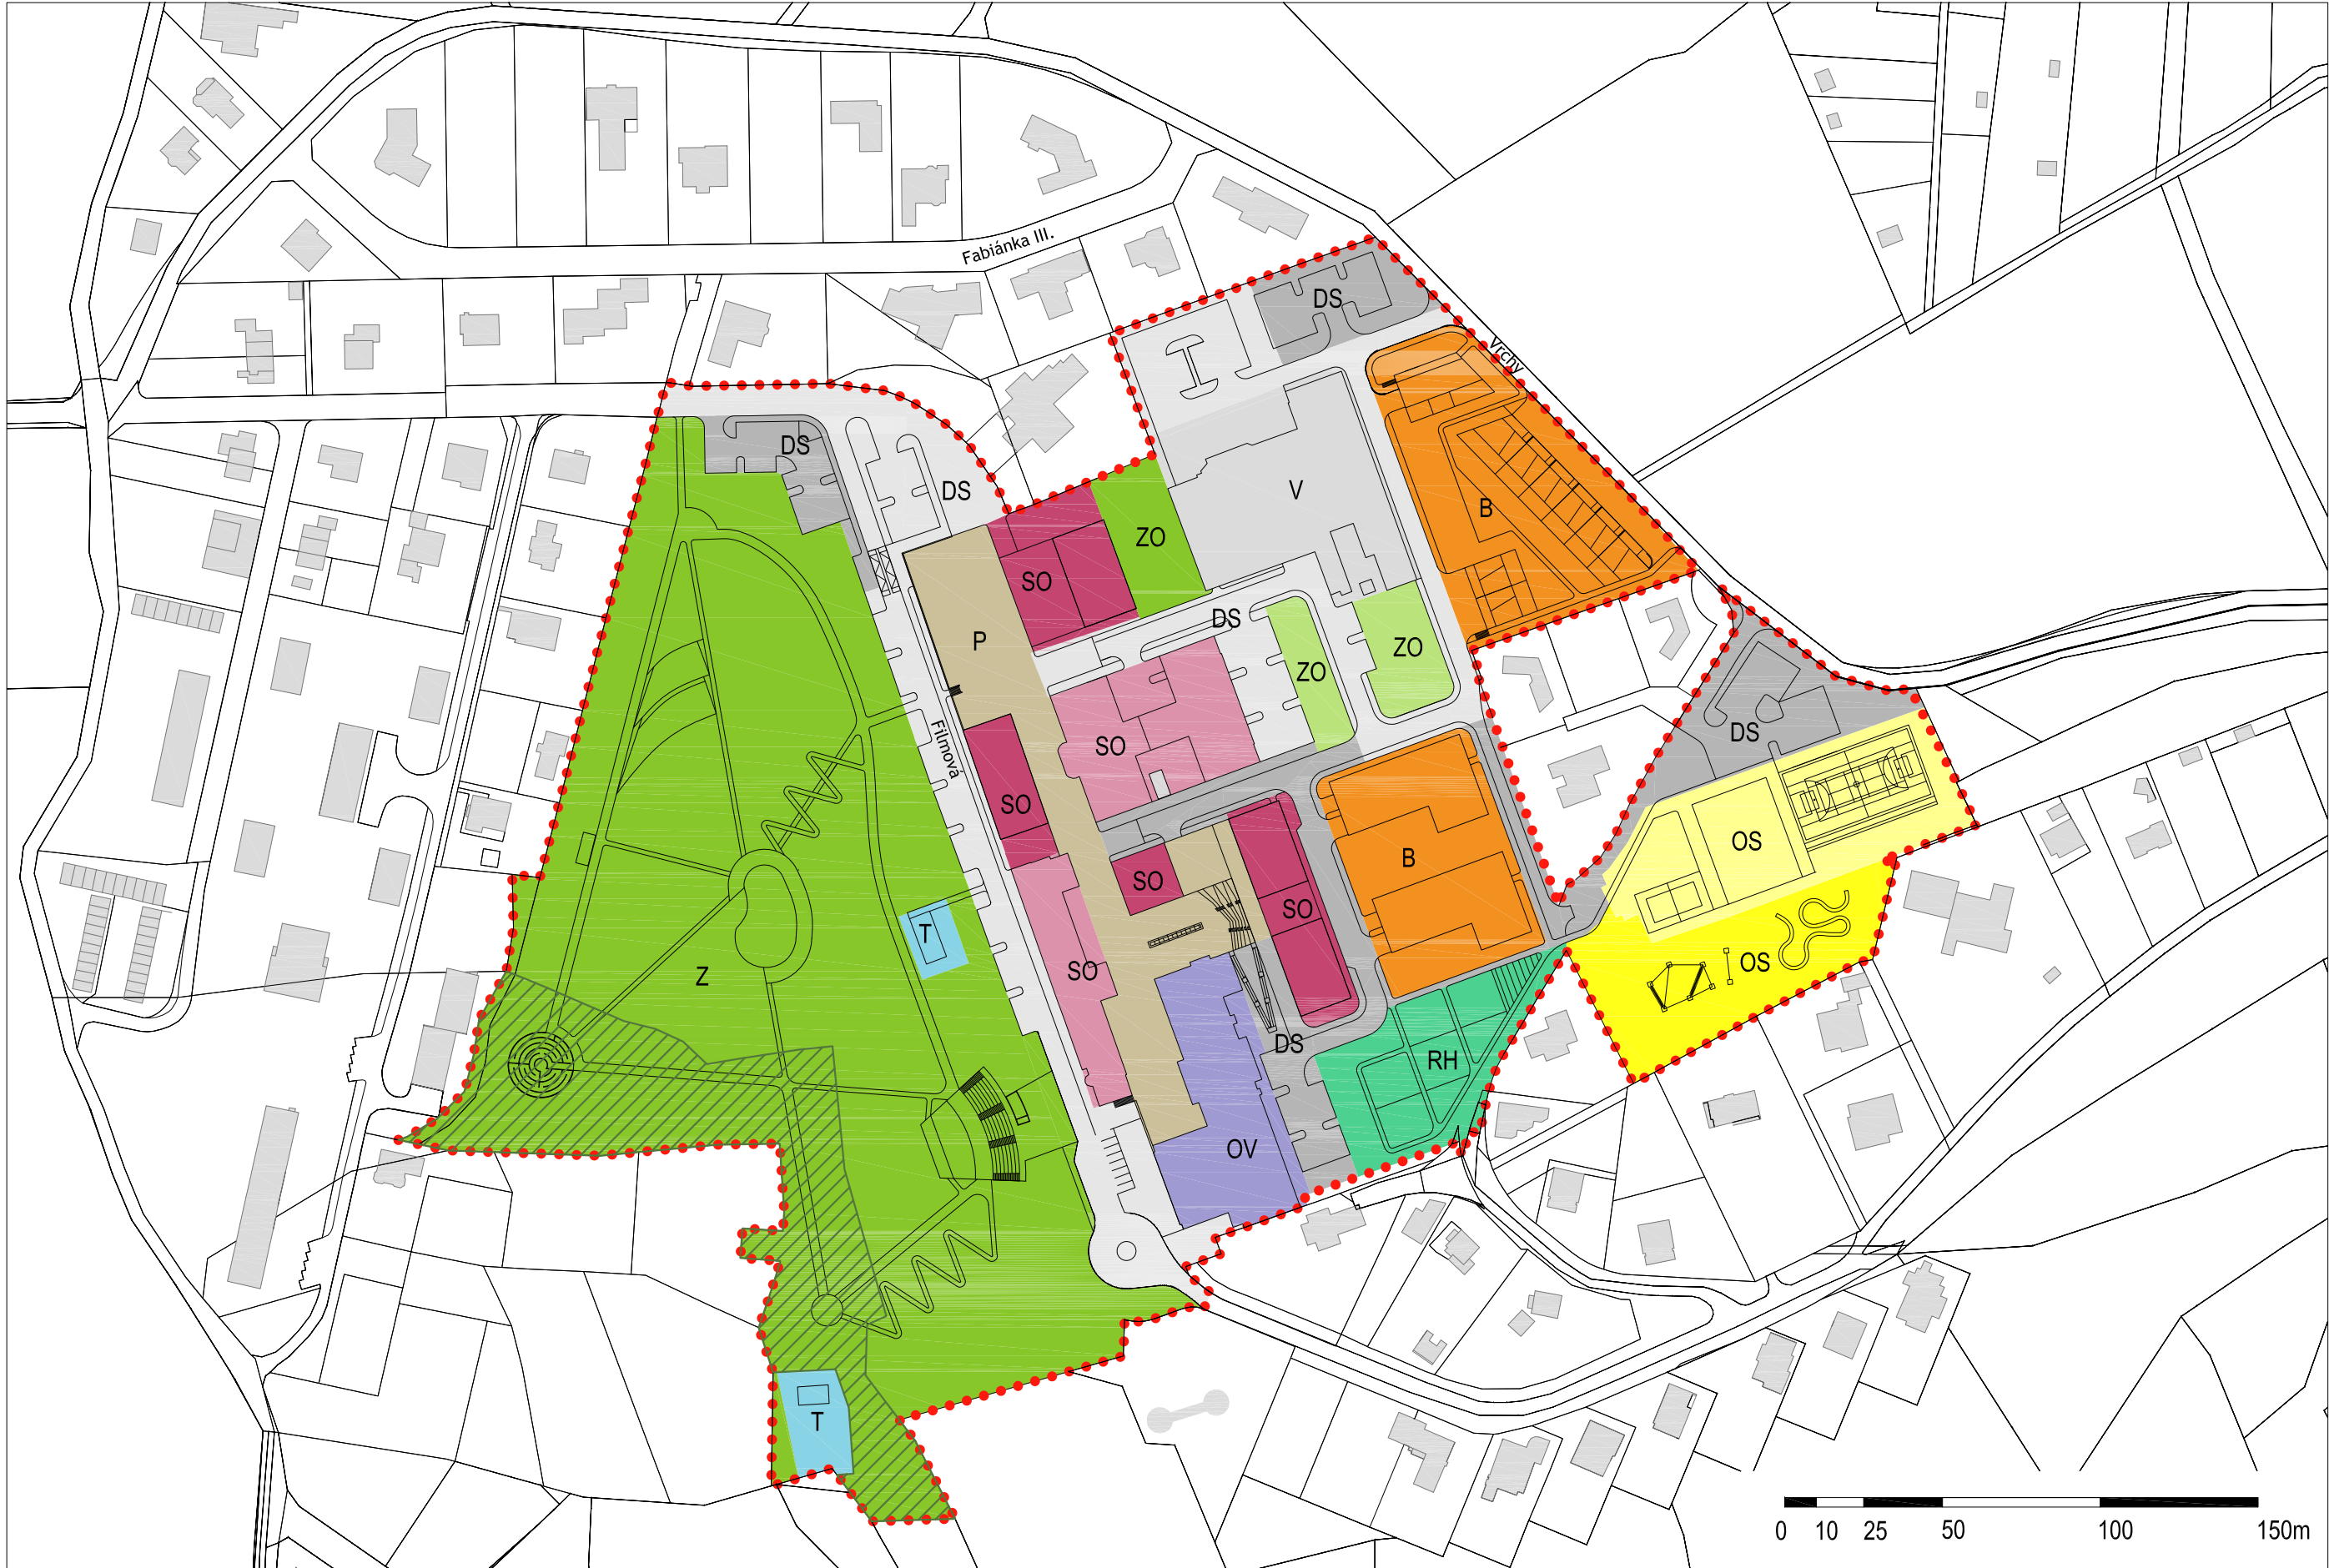 Fabiánka III.
DS
Vrchy
DS
DS
V
B
ZO
SO
DS
P
ZO
ZO
Filmová
SO
DS
SO
OS
B
SO
SO
T
OS
SO
Z
DS
RH
OV
T
0 10 25 50 100 150m